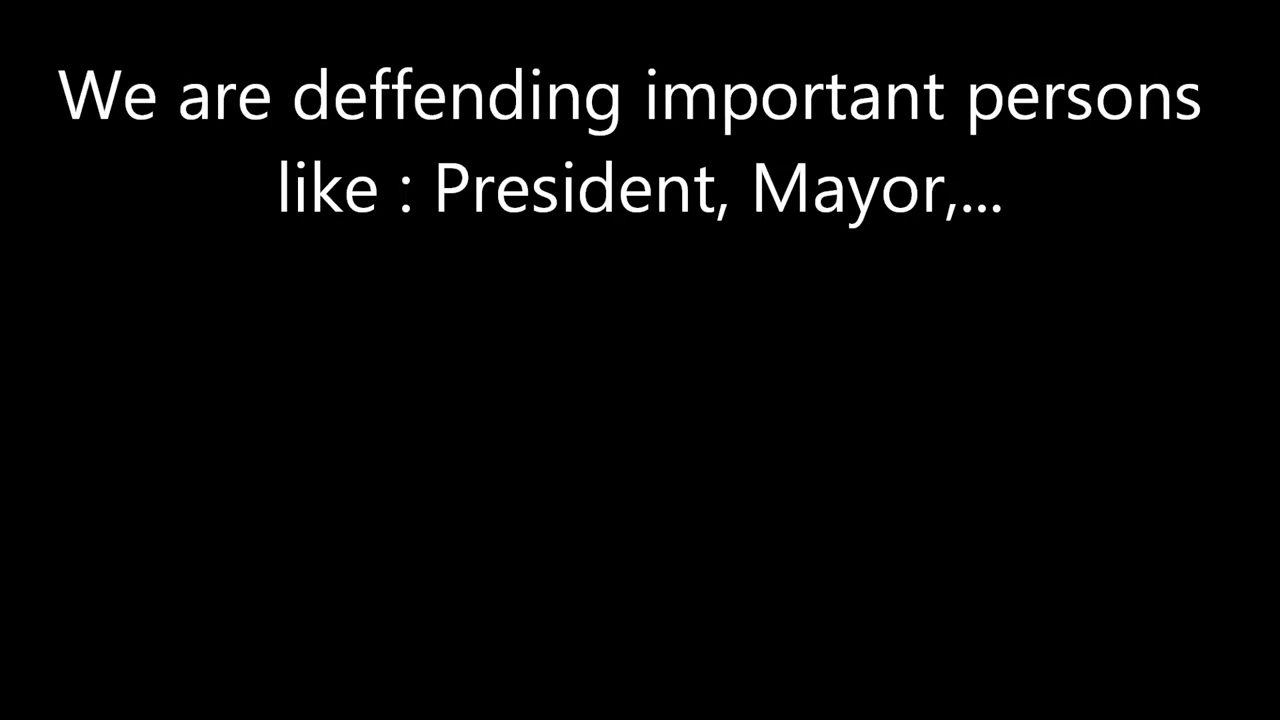 We are deffending important persons
like : President, Mayor,...